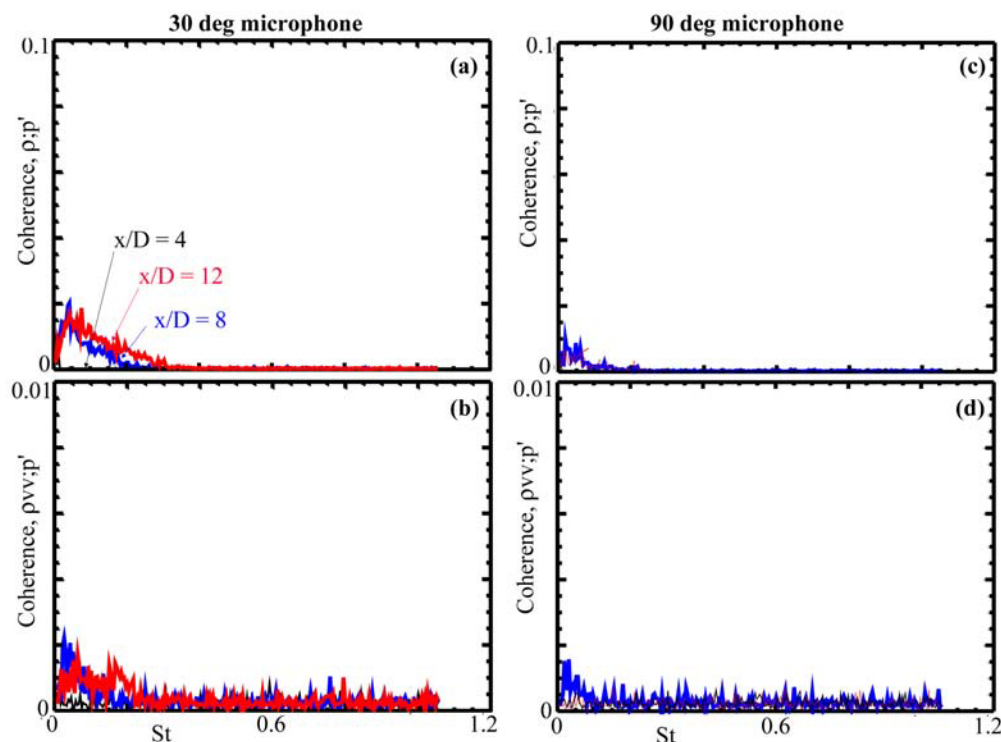 30 deg microphone
90 deg microphone
0.1
(a)
Coherence, ρ;p'
x/D = 4
x/D = 12
x/D = 8
0
0.1
(c)
Coherence, ρ;p'
0
0.01
(b)
Coherence, ρvv;p'
0
0.6
1.2
St
0.01
(d)
Coherence, ρvv;p'
0
0
0.6
1.2
St